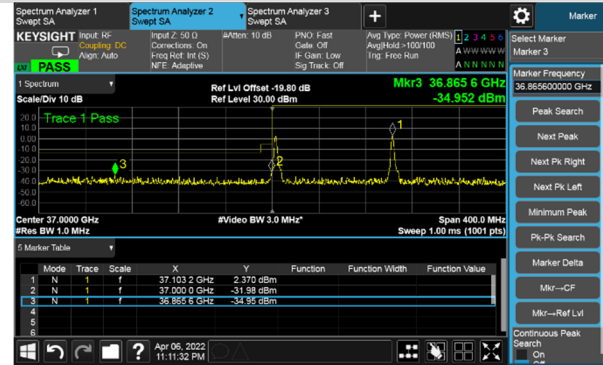 Spectrum Analyzer 1
Swept SA
Spectrum Analyzer 2
Swept SA
Spectrum Analyzer 3
Swept SA
+
Marker
KEYSIGHT
Input: RF
Coupling: DC
Align: Auto
Input Z: 50 Ω
Corrections: On
Freq Ref: Int (S)
NFE: Adaptive
#Atten: 10 dB
PNO: Fast
Gate: Off
IF Gain: Low
Sig Track: Off
Avg Type: Power (RMS)
Avg|Hold:>100/100
Trig: Free Run
1 2 3 4 5 6
A W W W W W
A N N N N N
LXI
PASS
Select Marker
Marker 3
1 Spectrum
Scale/Div 10 dB
Ref Lvl Offset -19.80 dB
Ref Level 30.00 dBm
Mkr3 36.865 6 GHz
-34.952 dBm
Marker Frequency
36.865600000 GHz
20.0
10.0
0.00
-10.0
-20.0
-30.0
-40.0
-50.0
-60.0
Trace 1 Pass
1
2
3
Center 37.0000 GHz
#Res BW 1.0 MHz
#Video BW 3.0 MHz*
Span 400.0 MHz
Sweep 1.00 ms (1001 pts)
5 Marker Table
Mode Trace Scale X Y Function Function Width Function Value
1 N 1 f 37.103 2 GHz 2.370 dBm
2 N 1 f 37.000 0 GHz -31.98 dBm
3 N 1 f 36.865 6 GHz -34.95 dBm
4
5
6
Peak Search
Next Peak
Next Pk Right
Next Pk Left
Minimum Peak
Pk-Pk Search
Marker Delta
Mkr→CF
Mkr→Ref Lvl
Continuous Peak
Search
On
Off
?
Apr 06, 2022
11:11:32 PM